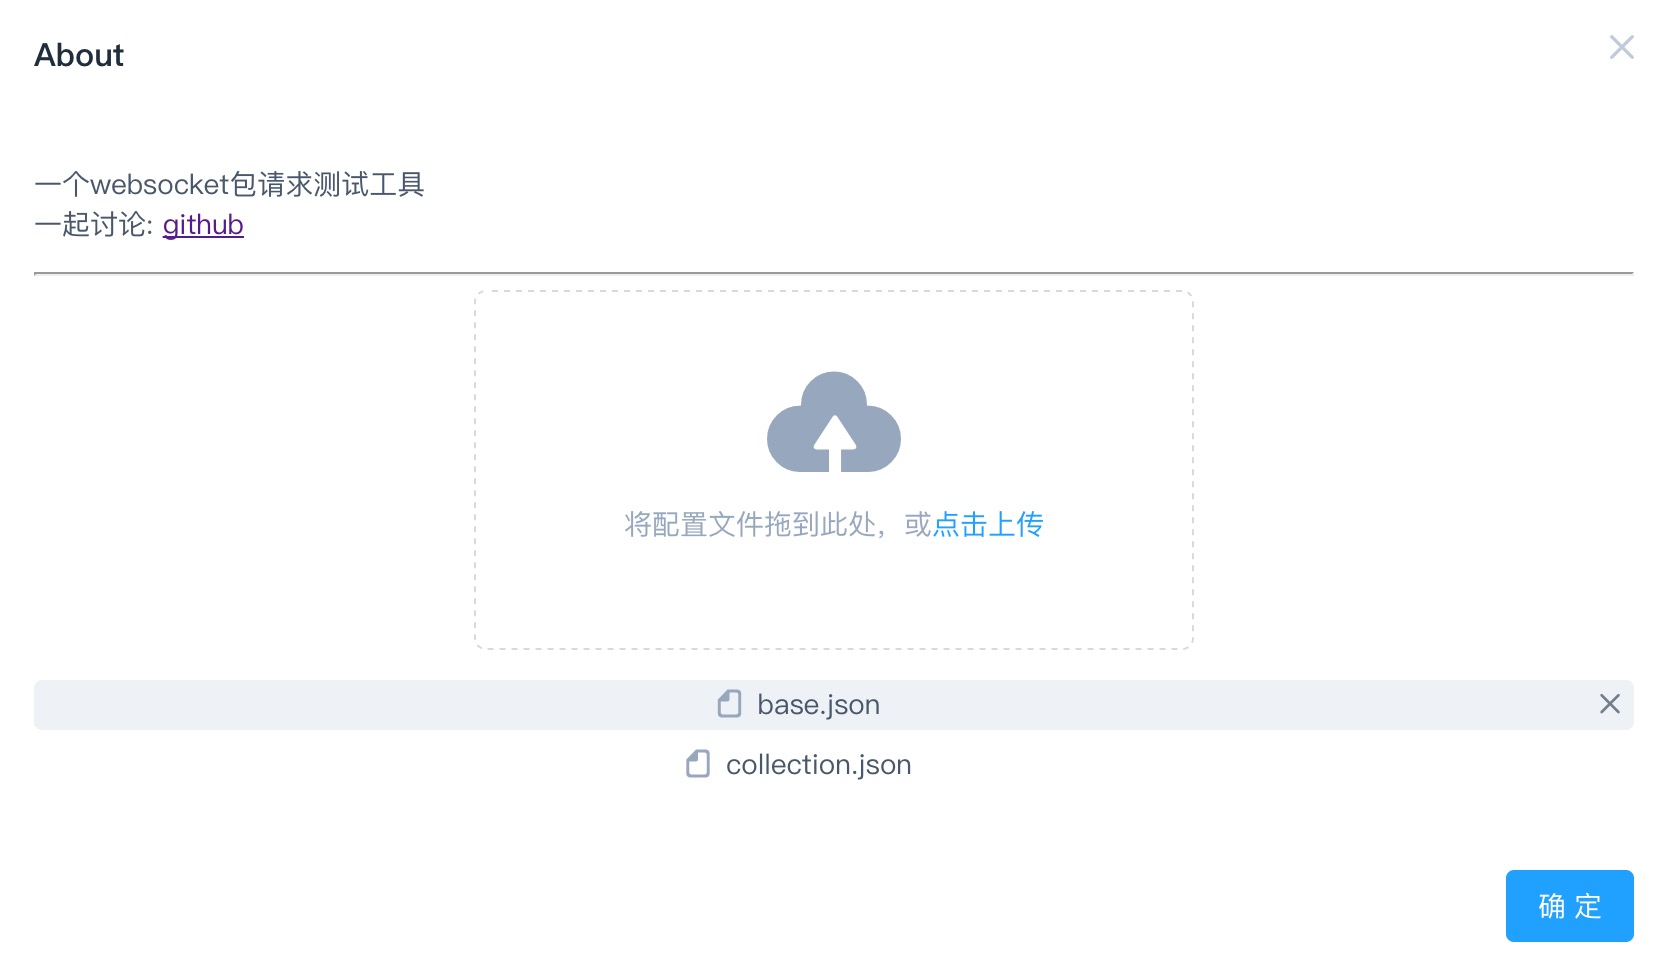 About
一个websocket包请求测试工具
一起讨论: github
将配置文件拖到此处，或点击上传
base.json
collection.json
确 定